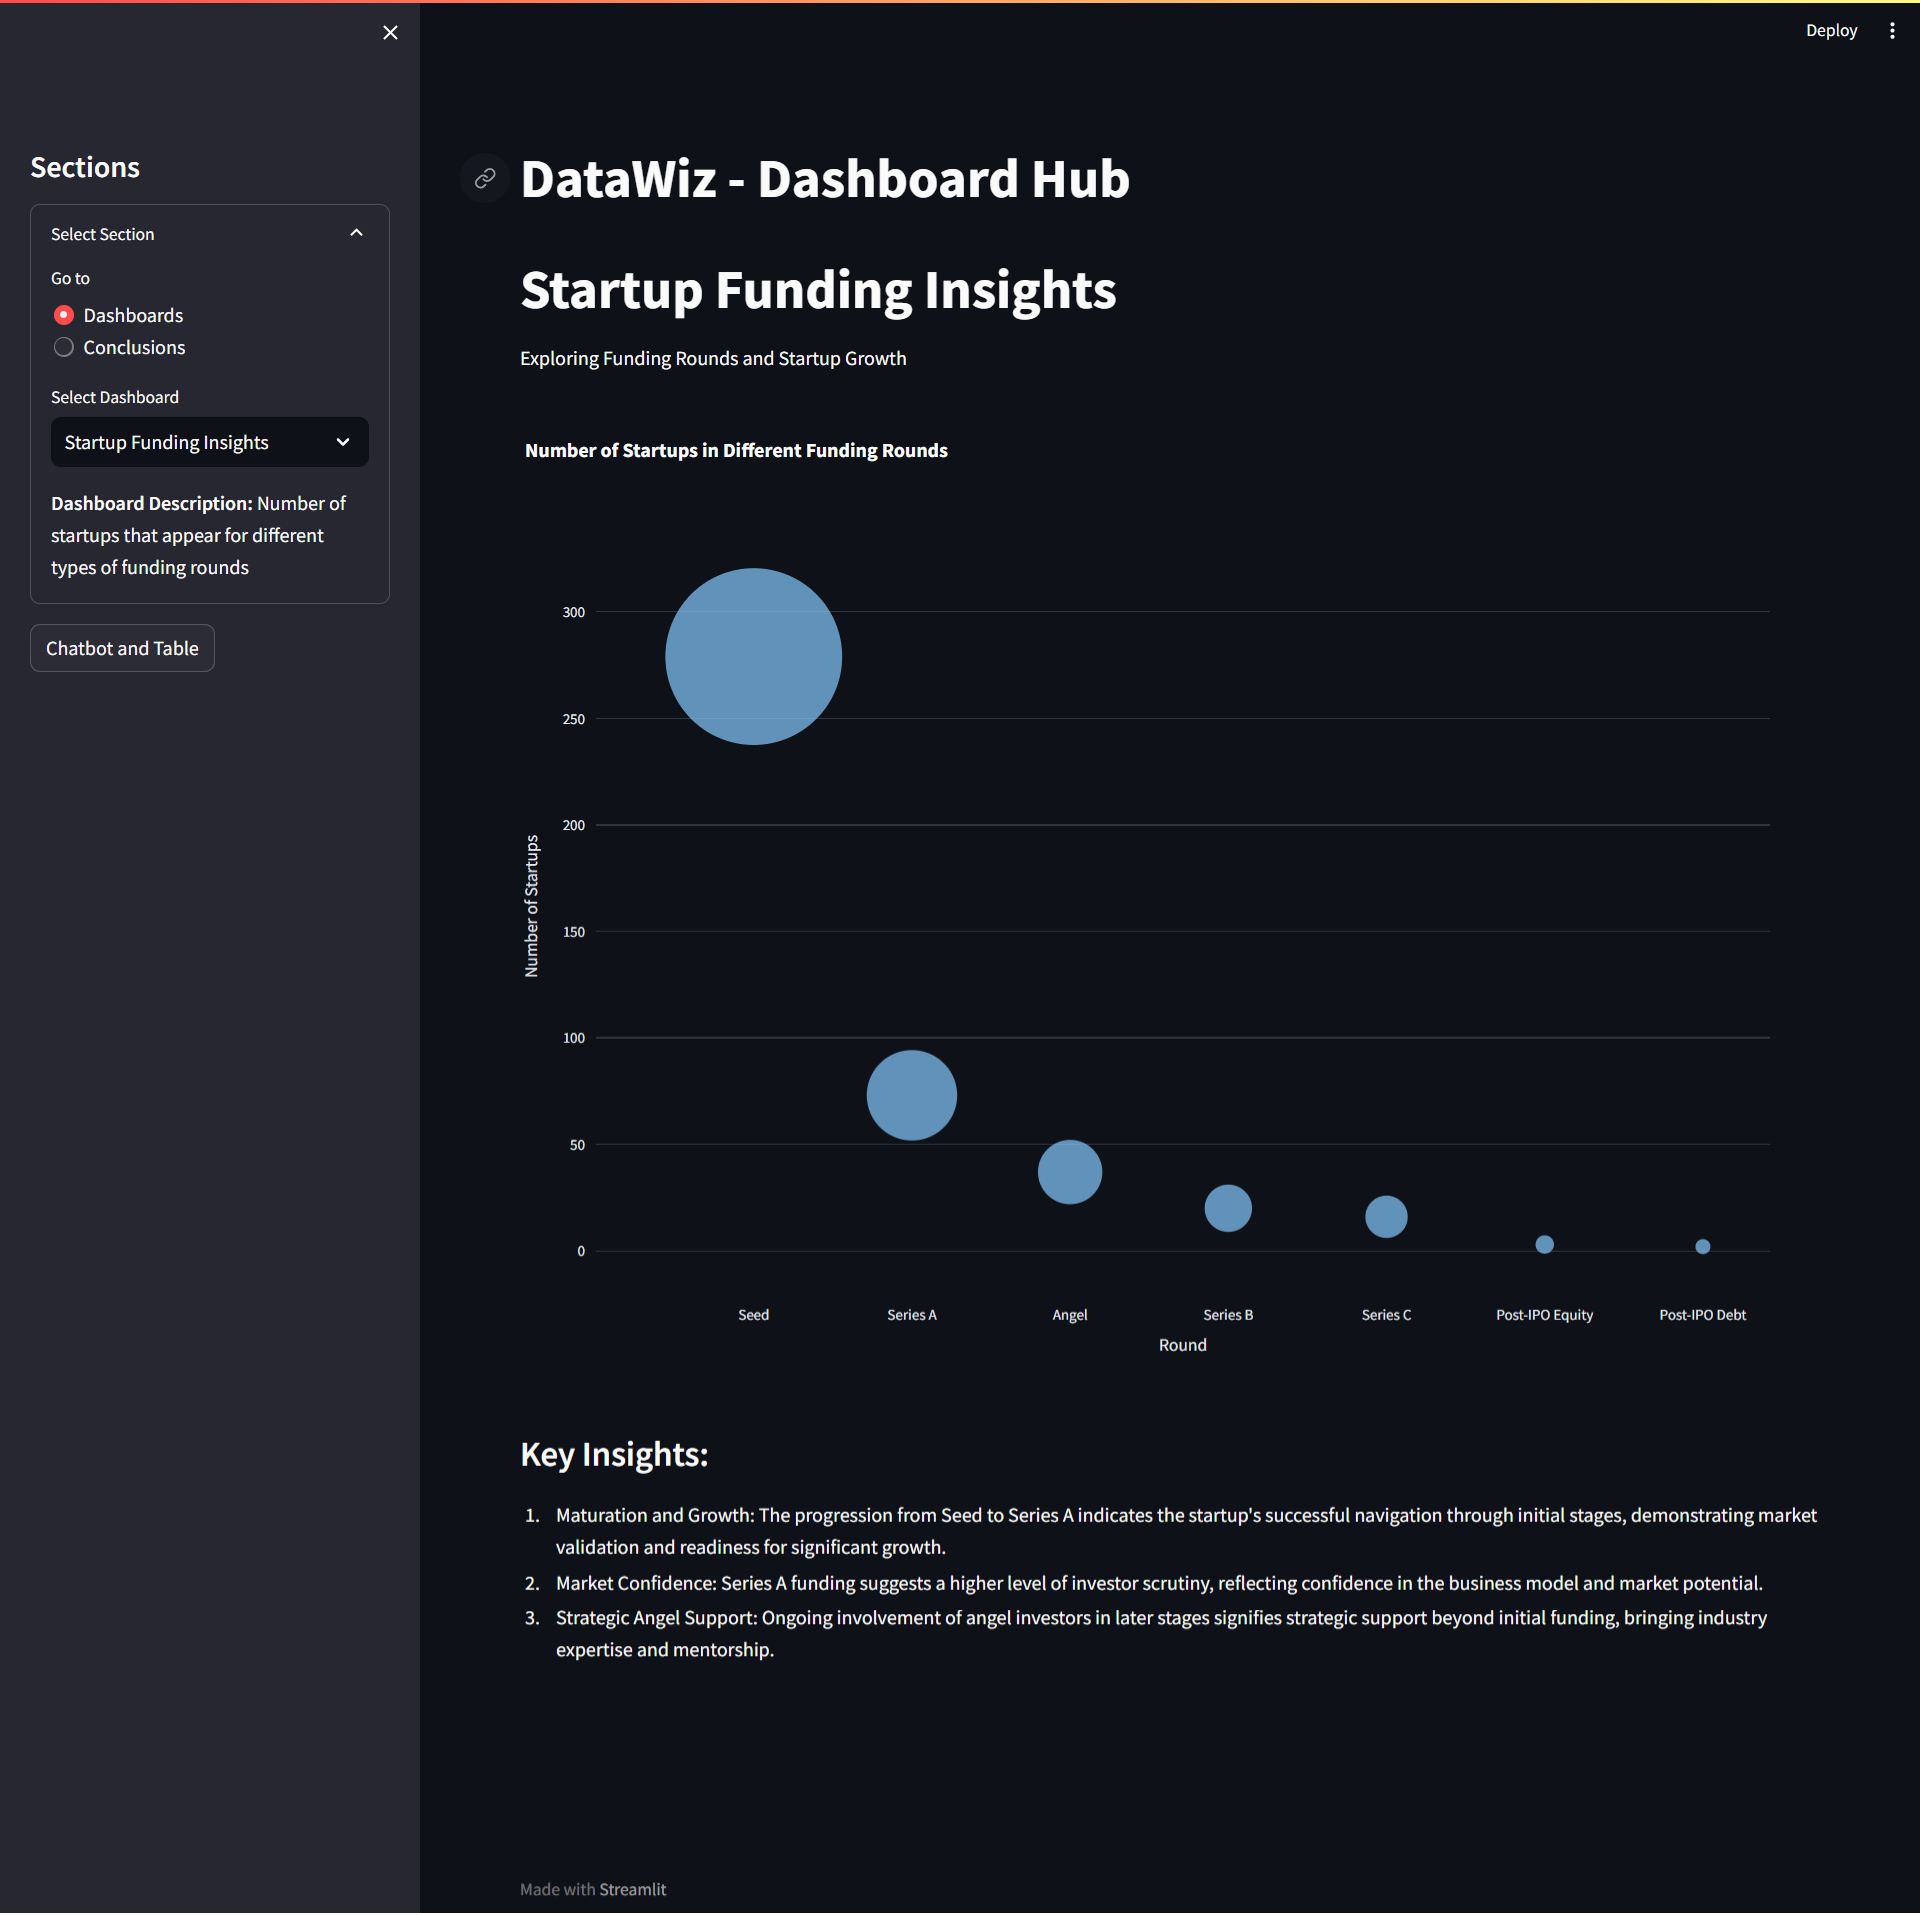 Deploy
Sections
Select Section
Go to
Dashboards
Conclusions
Select Dashboard
Startup Funding Insights
Dashboard Description: Number of
startups that appear for different
types of funding rounds
Chatbot and Table
DataWiz - Dashboard Hub
Startup Funding Insights
Exploring Funding Rounds and Startup Growth
Number of Startups in Different Funding Rounds
Number of Startups
300
250
200
150
100
50
0
Seed
Series A
Angel
Series B
Series C
Post-IPO Equity
Post-IPO Debt
Round
Key Insights:
1. Maturation and Growth: The progression from Seed to Series A indicates the startup's successful navigation through initial stages, demonstrating market
validation and readiness for significant growth.
2. Market Confidence: Series A funding suggests a higher level of investor scrutiny, reflecting confidence in the business model and market potential.
3. Strategic Angel Support: Ongoing involvement of angel investors in later stages signifies strategic support beyond initial funding, bringing industry
expertise and mentorship.
Made with Streamlit